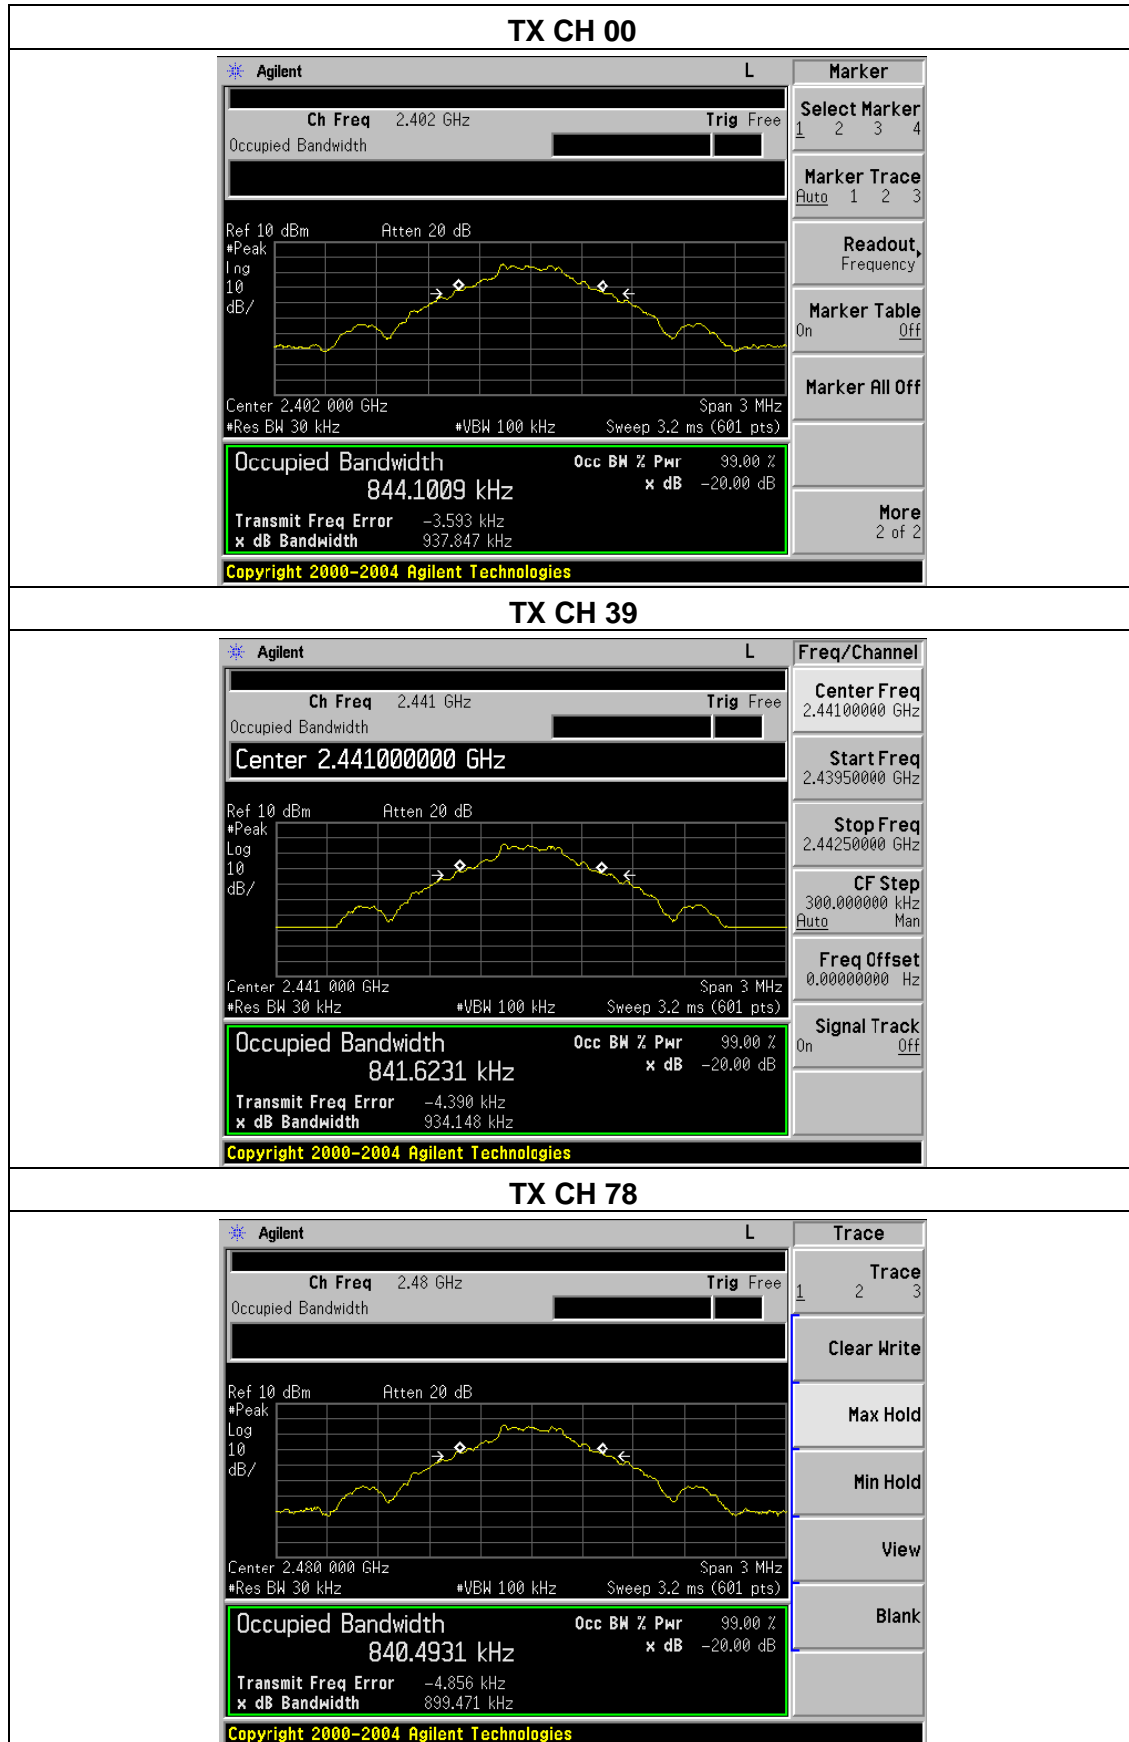 TX CH 00
Agilent L Marker
Ch Freq 2.402 GHz Trig Free
Occupied Bandwidth
Select Marker
1 2 3 4
Marker Trace
Auto 1 2 3
Readout
Frequency
Marker Table
On Off
Marker All Off
More
2 of 2
Ref 10 dBm Atten 20 dB
#Peak
Log
10
dB/
Center 2.402 000 GHz Span 3 MHz
#Res BW 30 kHz #VBW 100 kHz Sweep 3.2 ms (601 pts)
Occupied Bandwidth Occ BW % Pwr 99.00 %
844.1009 kHz x dB -20.00 dB
Transmit Freq Error -3.593 kHz
x dB Bandwidth 937.847 kHz
Copyright 2000-2004 Agilent Technologies
TX CH 39
Agilent L Freq/Channel
Ch Freq 2.441 GHz Trig Free
Occupied Bandwidth
Center 2.441000000 GHz
Center Freq
2.44100000 GHz
Start Freq
2.43950000 GHz
Stop Freq
2.44250000 GHz
CF Step
300.000000 kHz
Auto Man
Freq Offset
0.00000000 Hz
Signal Track
On Off
Ref 10 dBm Atten 20 dB
#Peak
Log
10
dB/
Center 2.441 000 GHz Span 3 MHz
#Res BW 30 kHz #VBW 100 kHz Sweep 3.2 ms (601 pts)
Occupied Bandwidth Occ BW % Pwr 99.00 %
841.6231 kHz x dB -20.00 dB
Transmit Freq Error -4.390 kHz
x dB Bandwidth 934.148 kHz
Copyright 2000-2004 Agilent Technologies
TX CH 78
Agilent L Trace
Ch Freq 2.48 GHz Trig Free
Occupied Bandwidth
Trace
1 2 3
Clear Write
Max Hold
Min Hold
View
Blank
Ref 10 dBm Atten 20 dB
#Peak
Log
10
dB/
Center 2.480 000 GHz Span 3 MHz
#Res BW 30 kHz #VBW 100 kHz Sweep 3.2 ms (601 pts)
Occupied Bandwidth Occ BW % Pwr 99.00 %
840.4931 kHz x dB -20.00 dB
Transmit Freq Error -4.856 kHz
x dB Bandwidth 899.471 kHz
Copyright 2000-2004 Agilent Technologies